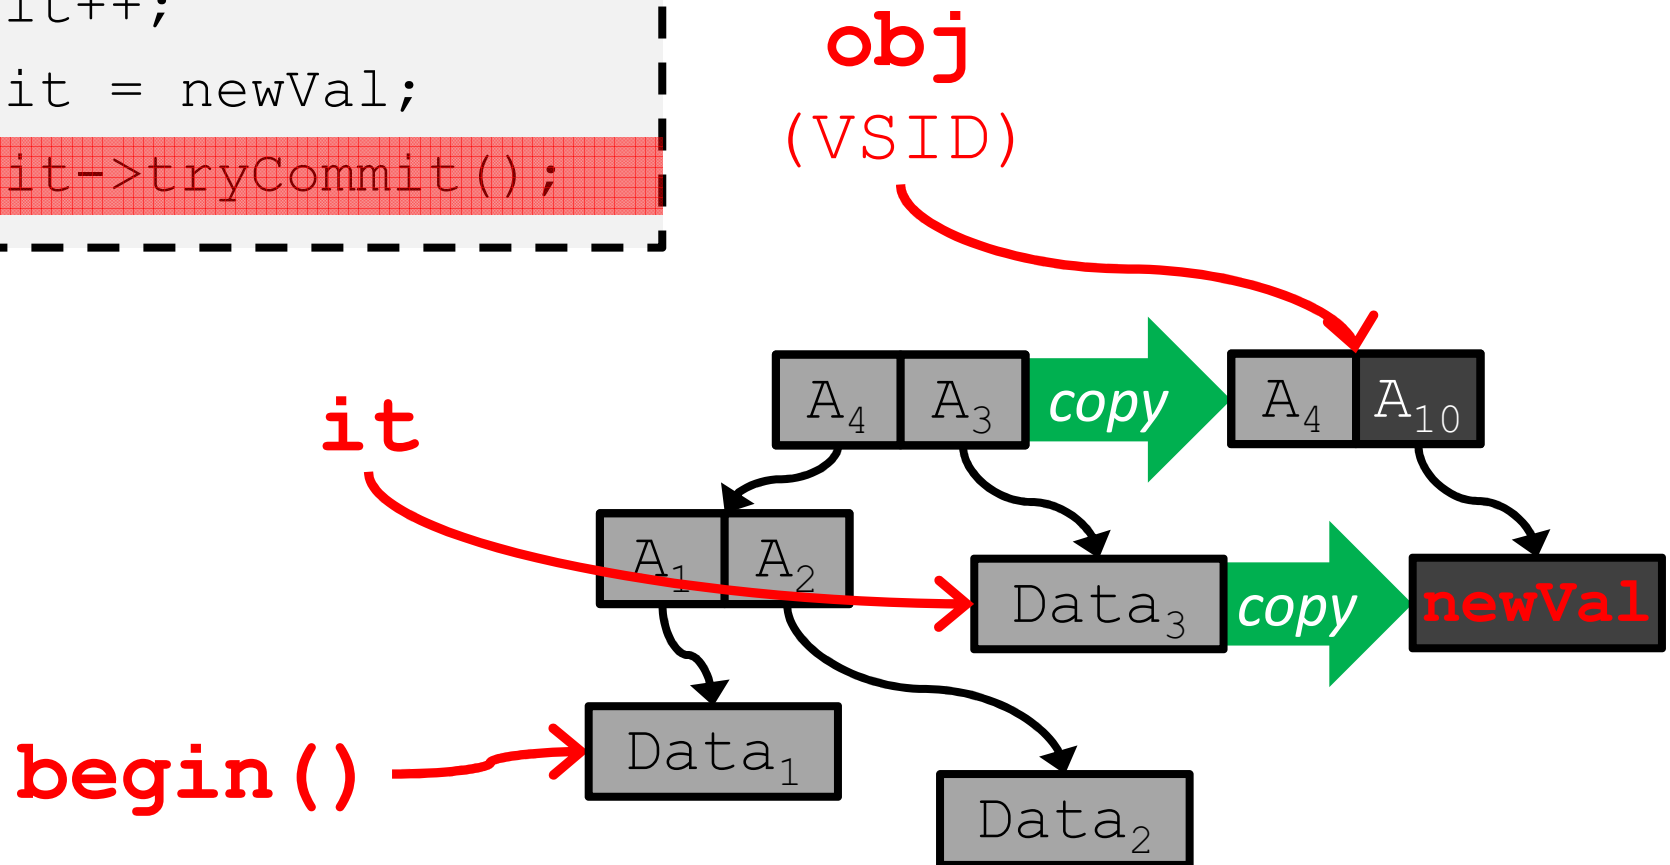 it++;
it = newVal;
it->tryCommit();
obj
(VSID)
A4 A3 copy A4 A10
it
A1 A2
Data3 copy newVal
begin() Data1
Data2